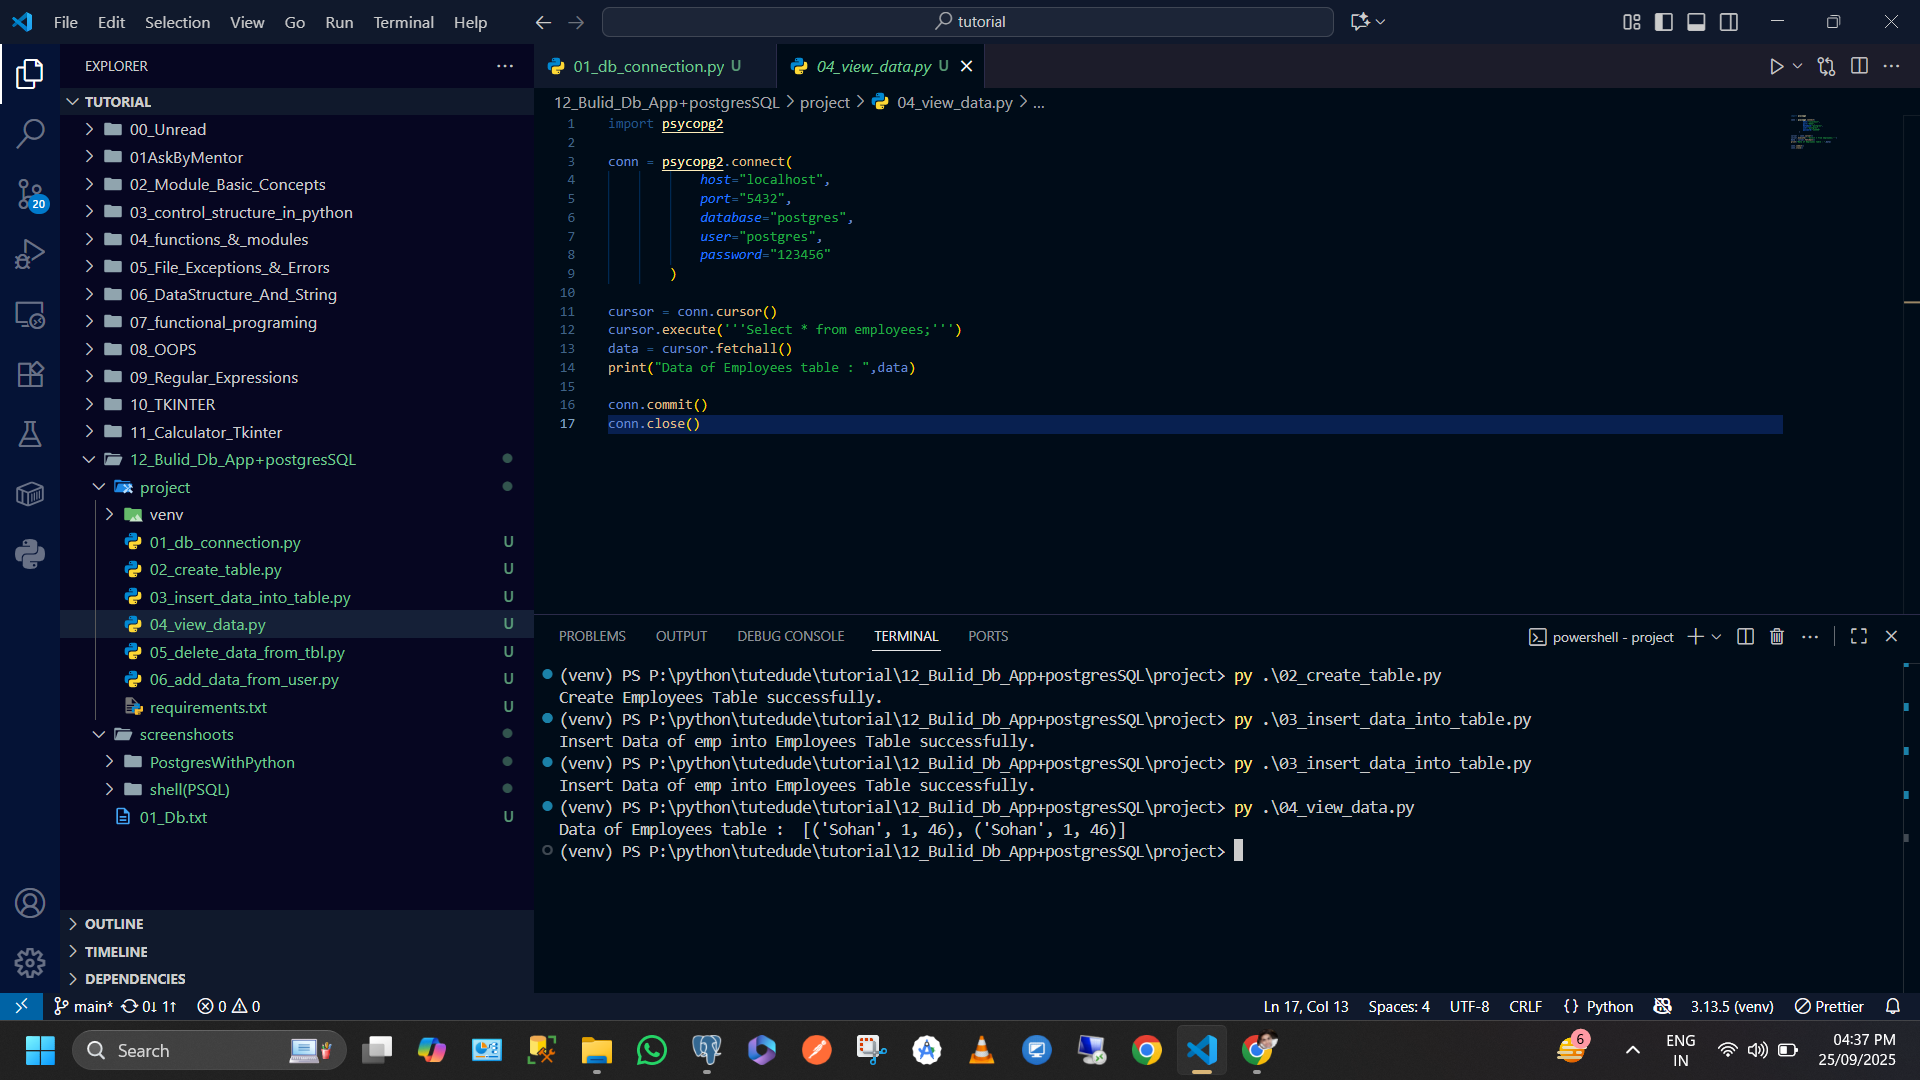 File Edit Selection View Go Run Terminal Help
tutorial
EXPLORER
TUTORIAL
00_Unread
01AskByMentor
02_Module_Basic_Concepts
03_control_structure_in_python
04_functions_&_modules
05_File_Exceptions_&_Errors
06_DataStructure_And_String
07_functional_programing
08_OOPS
09_Regular_Expressions
10_TKINTER
11_Calculator_Tkinter
12_Bulid_Db_App+postgresSQL
project
venv
01_db_connection.py U
02_create_table.py U
03_insert_data_into_table.py U
04_view_data.py U
05_delete_data_from_tbl.py U
06_add_data_from_user.py U
requirements.txt U
screenshoots
PostgresWithPython
shell(PSQL)
01_Db.txt U
OUTLINE
TIMELINE
DEPENDENCIES
20
01_db_connection.py U
04_view_data.py U
12_Bulid_Db_App+postgresSQL > project > 04_view_data.py > ...
1 import psycopg2
2
3 conn = psycopg2.connect(
4 host="localhost",
5 port="5432",
6 database="postgres",
7 user="postgres",
8 password="123456"
9 )
10
11 cursor = conn.cursor()
12 cursor.execute('''Select * from employees;''')
13 data = cursor.fetchall()
14 print("Data of Employees table : ",data)
15
16 conn.commit()
17 conn.close()
PROBLEMS OUTPUT DEBUG CONSOLE TERMINAL PORTS
powershell - project
(venv) PS P:\python\tutedude\tutorial\12_Bulid_Db_App+postgresSQL\project> py .\02_create_table.py
Create Employees Table successfully.
(venv) PS P:\python\tutedude\tutorial\12_Bulid_Db_App+postgresSQL\project> py .\03_insert_data_into_table.py
Insert Data of emp into Employees Table successfully.
(venv) PS P:\python\tutedude\tutorial\12_Bulid_Db_App+postgresSQL\project> py .\03_insert_data_into_table.py
Insert Data of emp into Employees Table successfully.
(venv) PS P:\python\tutedude\tutorial\12_Bulid_Db_App+postgresSQL\project> py .\04_view_data.py
Data of Employees table :  [('Sohan', 1, 46), ('Sohan', 1, 46)]
(venv) PS P:\python\tutedude\tutorial\12_Bulid_Db_App+postgresSQL\project>
main* 0↓ 1↑ 0 0
Ln 17, Col 13 Spaces: 4 UTF-8 CRLF {} Python 3.13.5 (venv) Prettier
Search
6
ENG
IN
04:37 PM
25/09/2025